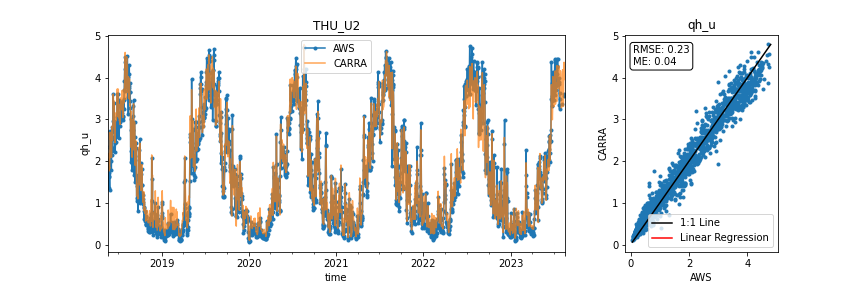 THU_U2
qh_u
5
4
3
2
1
0
qh_u
AWS
CARRA
2019
2020
2021
2022
2023
time
5
4
3
2
1
0
CARRA
RMSE: 0.23
ME: 0.04
1:1 Line
Linear Regression
0
2
4
AWS